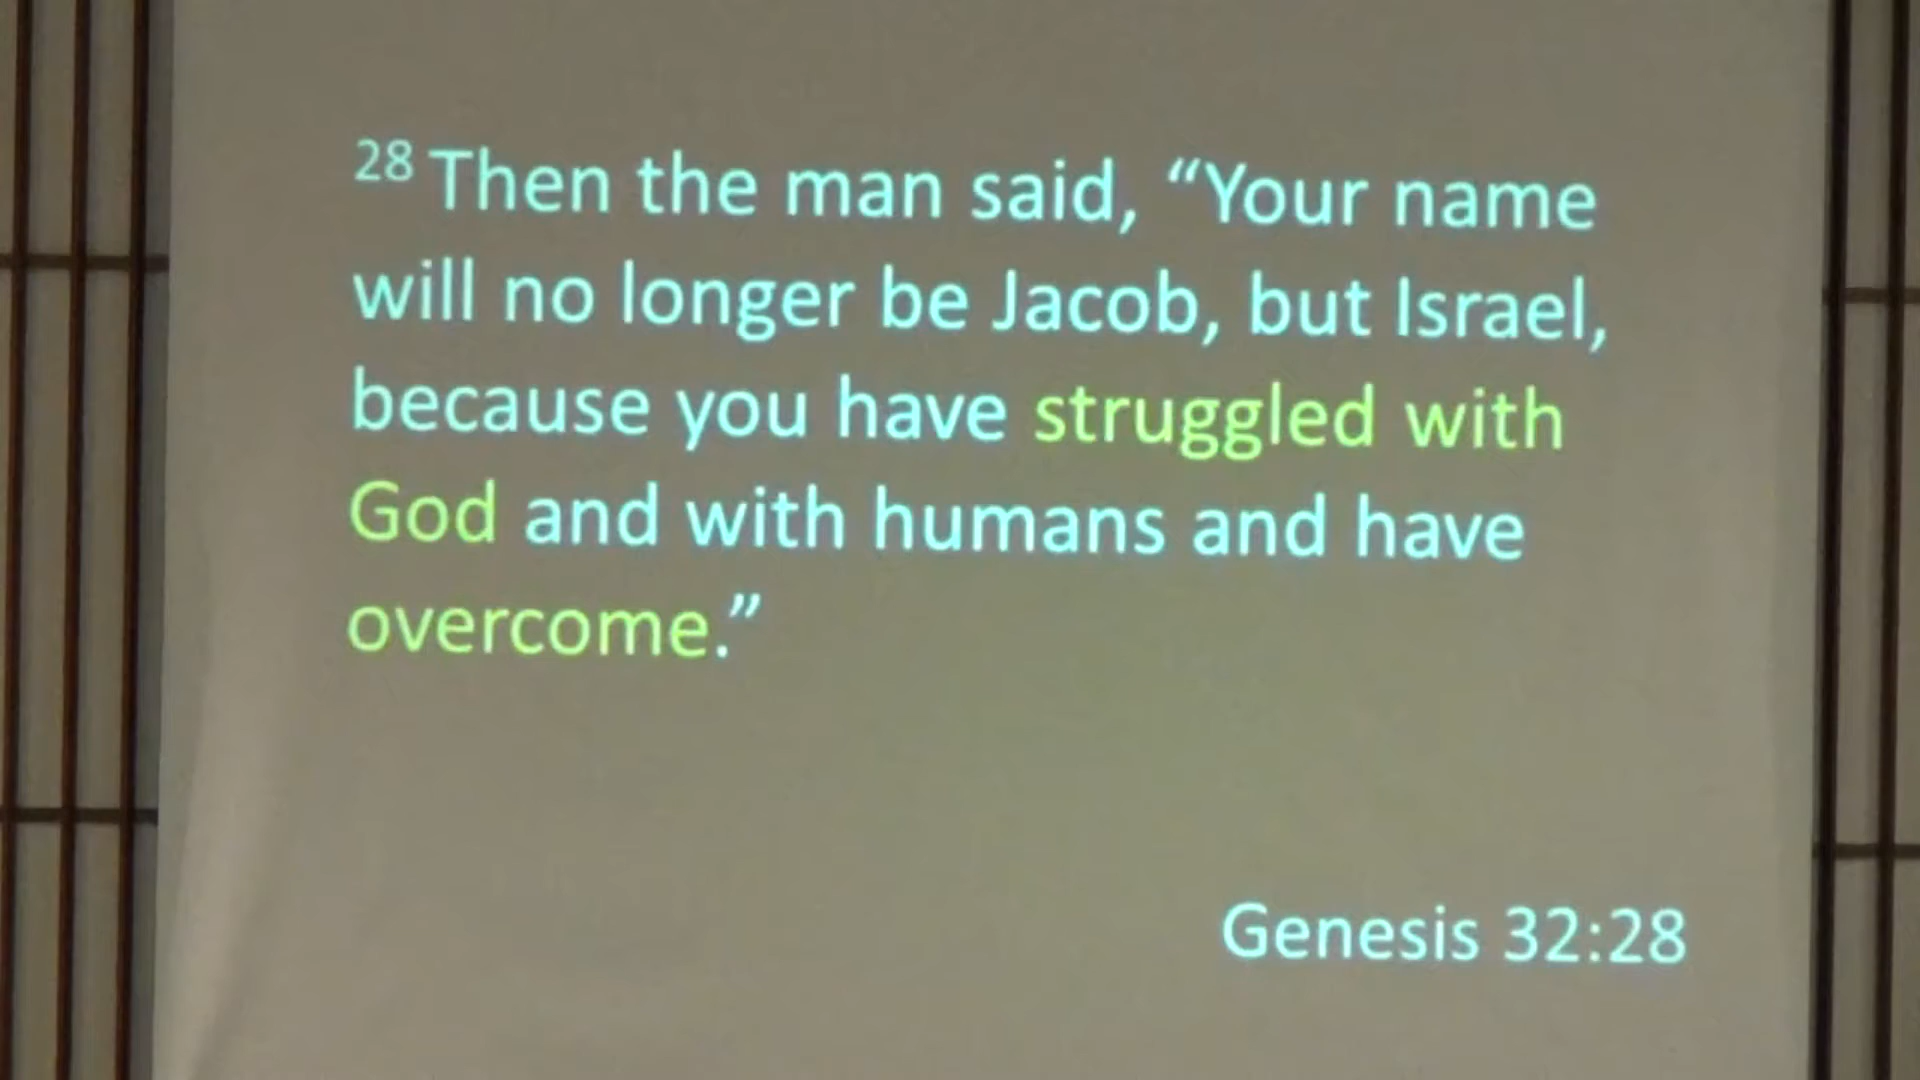 28 Then the man said, “Your name
will no longer be Jacob, but Israel,
because you have struggled with
God and with humans and have
overcome.”
Genesis 32:28